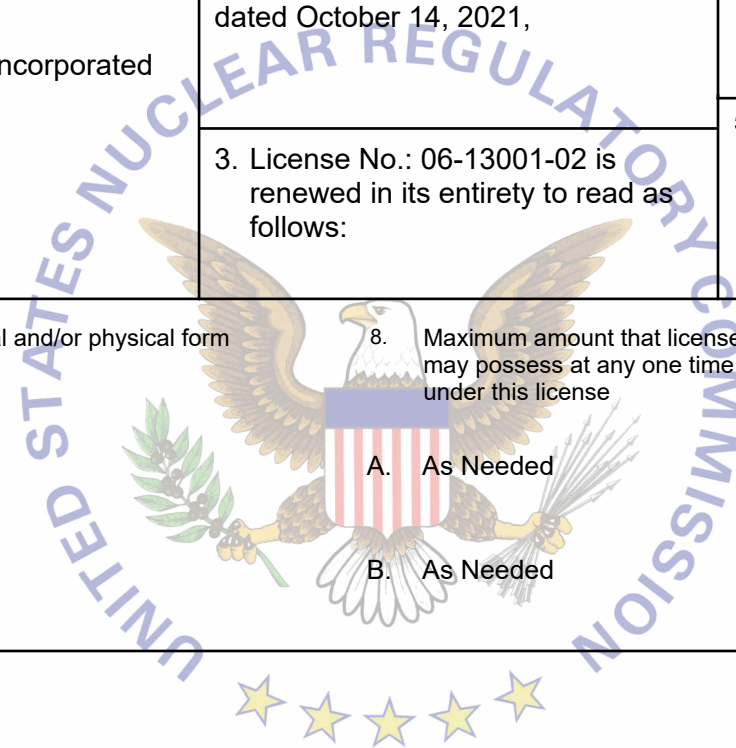 dated October 14, 2021,
ncorporated
3. License No.: 06-13001-02 is
renewed in its entirety to read as
follows:
l and/or physical form
8. Maximum amount that license
may possess at any one time
under this license
A. As Needed
B. As Needed
UNITED STATES NUCLEAR REGULATORY COMMISSION